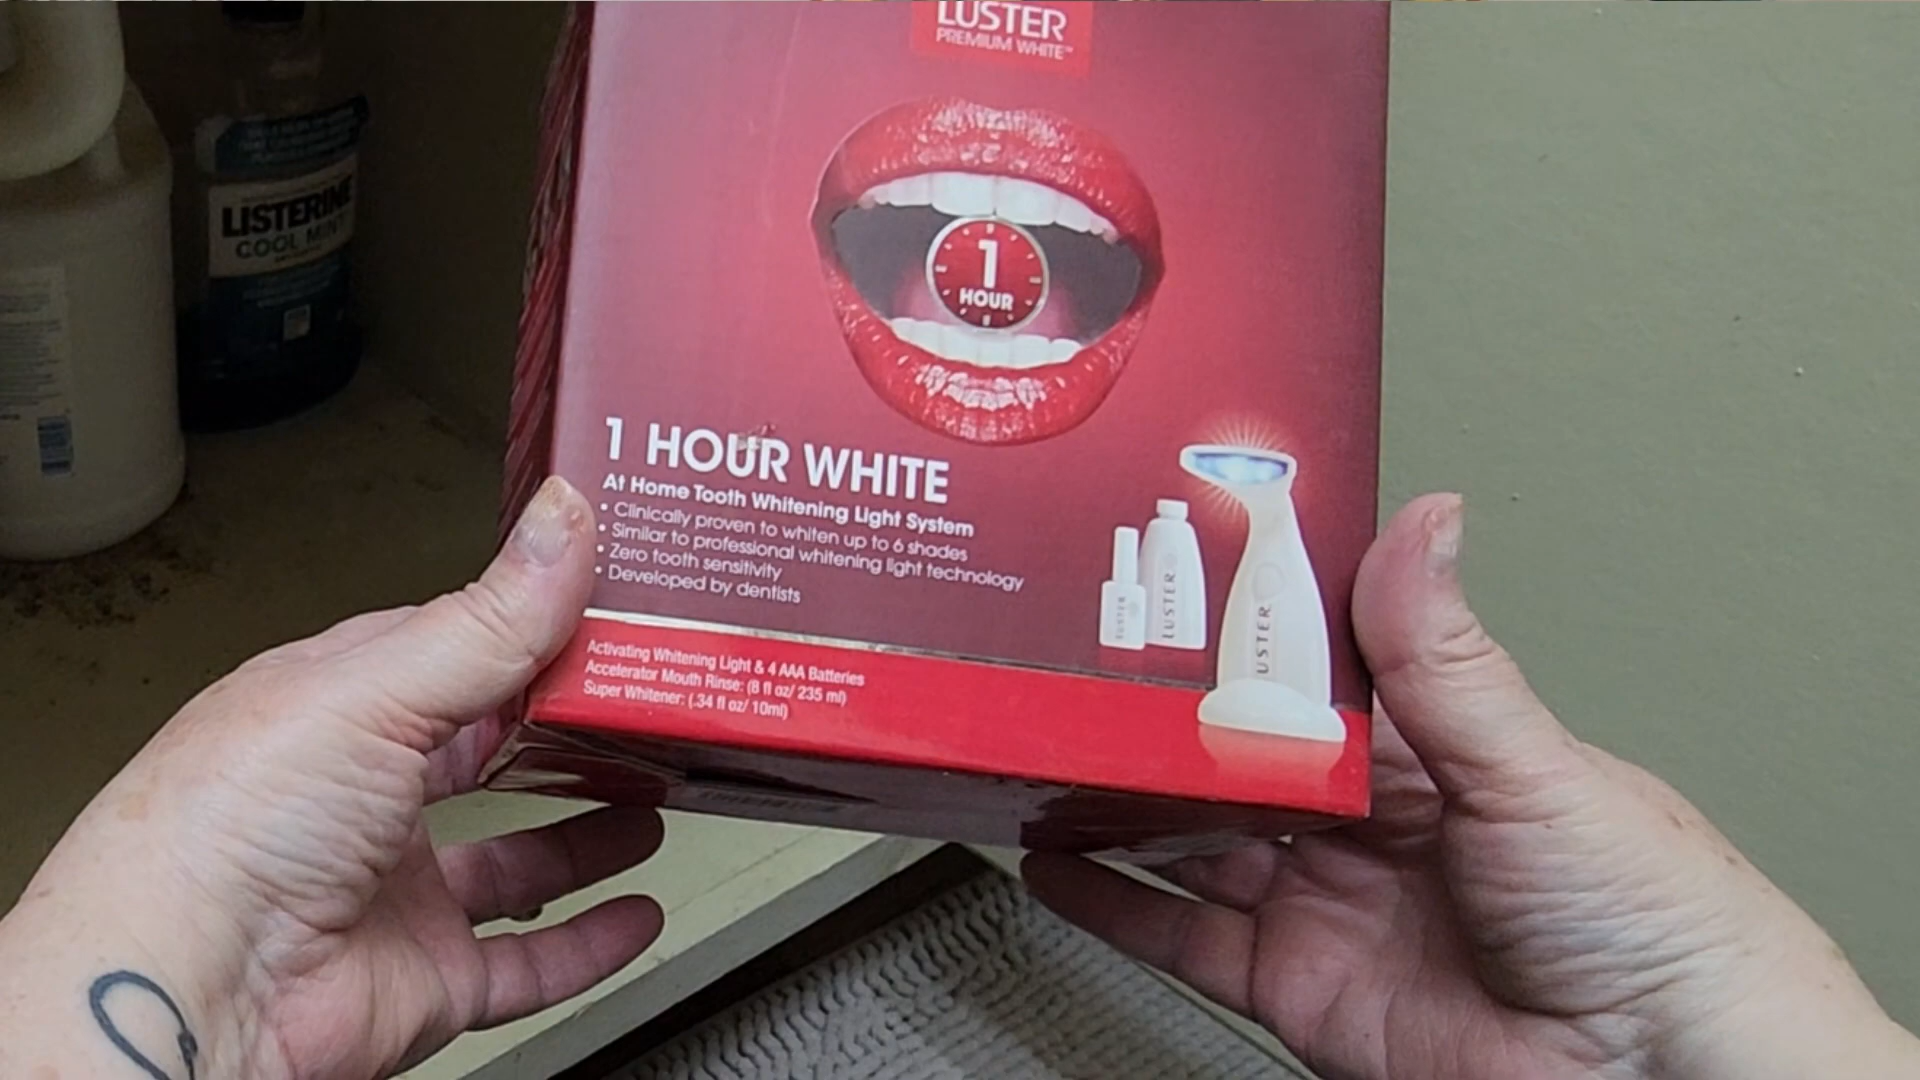 LUSTER
PREMIUM WHITE™
LISTERINE
COOL MINT
1
HOUR
1 HOUR WHITE
At Home Tooth Whitening Light System
• Clinically proven to whiten up to 6 shades
• Similar to professional whitening light technology
• Zero tooth sensitivity
• Developed by dentists
LUSTER
LUSTER
LUSTER
Activating Whitening Light & 4 AAA Batteries
Accelerator Mouth Rinse: (8 fl oz/ 235 ml)
Super Whitener: (.34 fl oz/ 10ml)